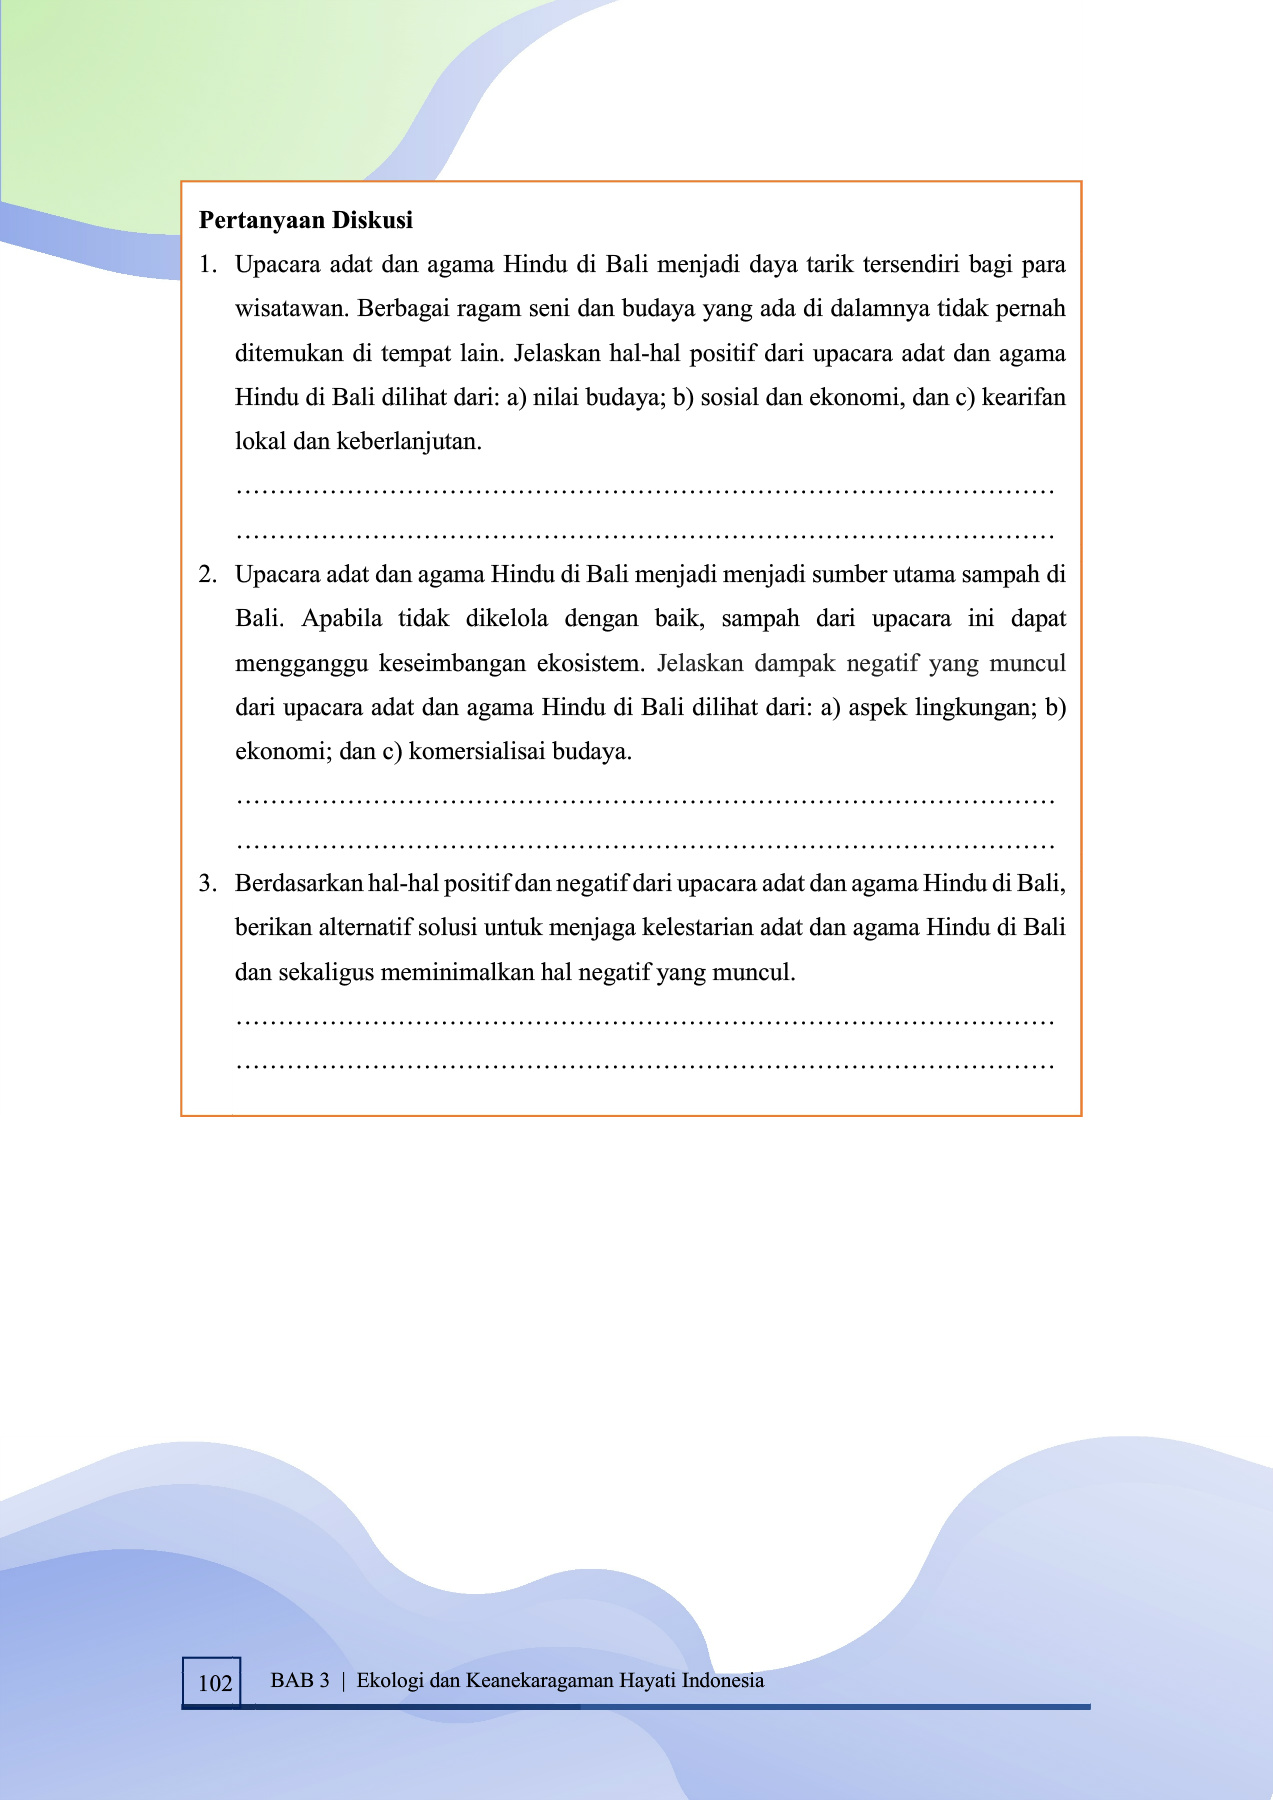 Pertanyaan Diskusi
1. Upacara adat dan agama Hindu di Bali menjadi daya tarik tersendiri bagi para
wisatawan. Berbagai ragam seni dan budaya yang ada di dalamnya tidak pernah
ditemukan di tempat lain. Jelaskan hal-hal positif dari upacara adat dan agama
Hindu di Bali dilihat dari: a) nilai budaya; b) sosial dan ekonomi, dan c) kearifan
lokal dan keberlanjutan.
………………………………………………………………………………………
………………………………………………………………………………………
2. Upacara adat dan agama Hindu di Bali menjadi menjadi sumber utama sampah di
Bali. Apabila tidak dikelola dengan baik, sampah dari upacara ini dapat
mengganggu keseimbangan ekosistem. Jelaskan dampak negatif yang muncul
dari upacara adat dan agama Hindu di Bali dilihat dari: a) aspek lingkungan; b)
ekonomi; dan c) komersialisai budaya.
………………………………………………………………………………………
………………………………………………………………………………………
3. Berdasarkan hal-hal positif dan negatif dari upacara adat dan agama Hindu di Bali,
berikan alternatif solusi untuk menjaga kelestarian adat dan agama Hindu di Bali
dan sekaligus meminimalkan hal negatif yang muncul.
………………………………………………………………………………………
………………………………………………………………………………………
102 BAB 3 | Ekologi dan Keanekaragaman Hayati Indonesia